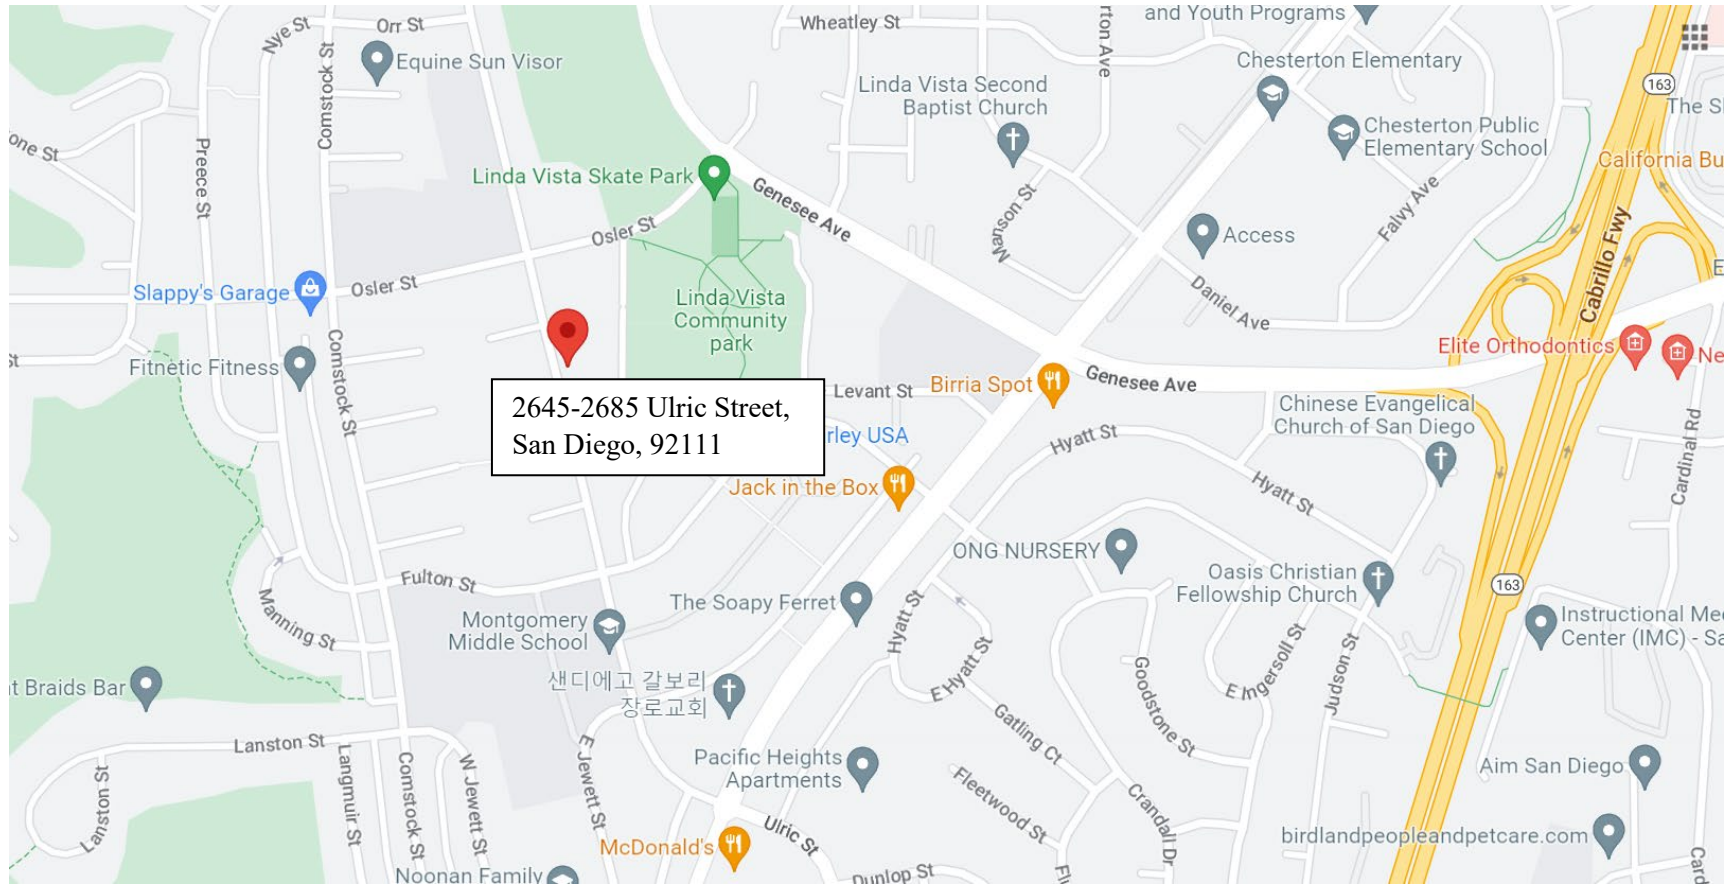 Nye St
Orr St
Wheatley St
and Youth Programs
Equine Sun Visor
Comstock St
Chesterton Elementary
163
Linda Vista Second
Baptist Church
Chesterton Public
Elementary School
Preece St
California Bu
Linda Vista Skate Park
Genesee Ave
Manson St
Falvy Ave
Osler St
Access
Cabrillo Fwy
Osler St
Slappy's Garage
Linda Vista
Community
park
Daniel Ave
Elite Orthodontics
Fitnetic Fitness
Comstock St
Levant St
Birria Spot
Genesee Ave
2645-2685 Ulric Street,
San Diego, 92111
Chinese Evangelical
Church of San Diego
rley USA
Hyatt St
Cardinal Rd
Jack in the Box
Hyatt St
ONG NURSERY
Fulton St
Oasis Christian
Fellowship Church
163
The Soapy Ferret
Manning St
Montgomery
Middle School
Hyatt St
Instructional Me
Center (IMC) - Sa
E Hyatt St
E Ingersoll St
Judson St
t Braids Bar
샌디에고 갈보리
장로교회
Goodstone St
Gatling Ct
Lanston St
Lanston St
Langmuir St
Comstock St
W Jewett St
E Jewett St
Pacific Heights
Apartments
Fleetwood St
Crandall Dr
Aim San Diego
McDonald's
Ulric St
birdlandpeopleandpetcare.com
Noonan Family
Dunlop St